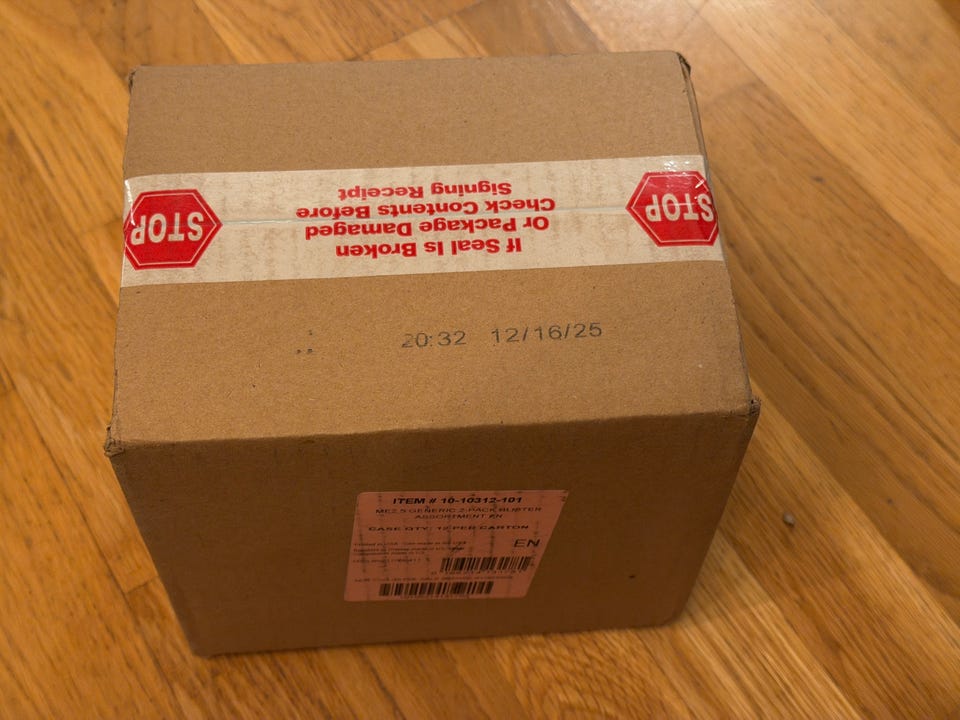 STOP
If Seal Is Broken
Or Package Damaged
Check Contents Before
Signing Receipt
STOP
20:32 12/16/25
ITEM # 10-10312-101
ME2.5 GENERIC 2-PACK BLISTER
ASSORTMENT EN
CASE QTY: 12 PER CARTON
EN